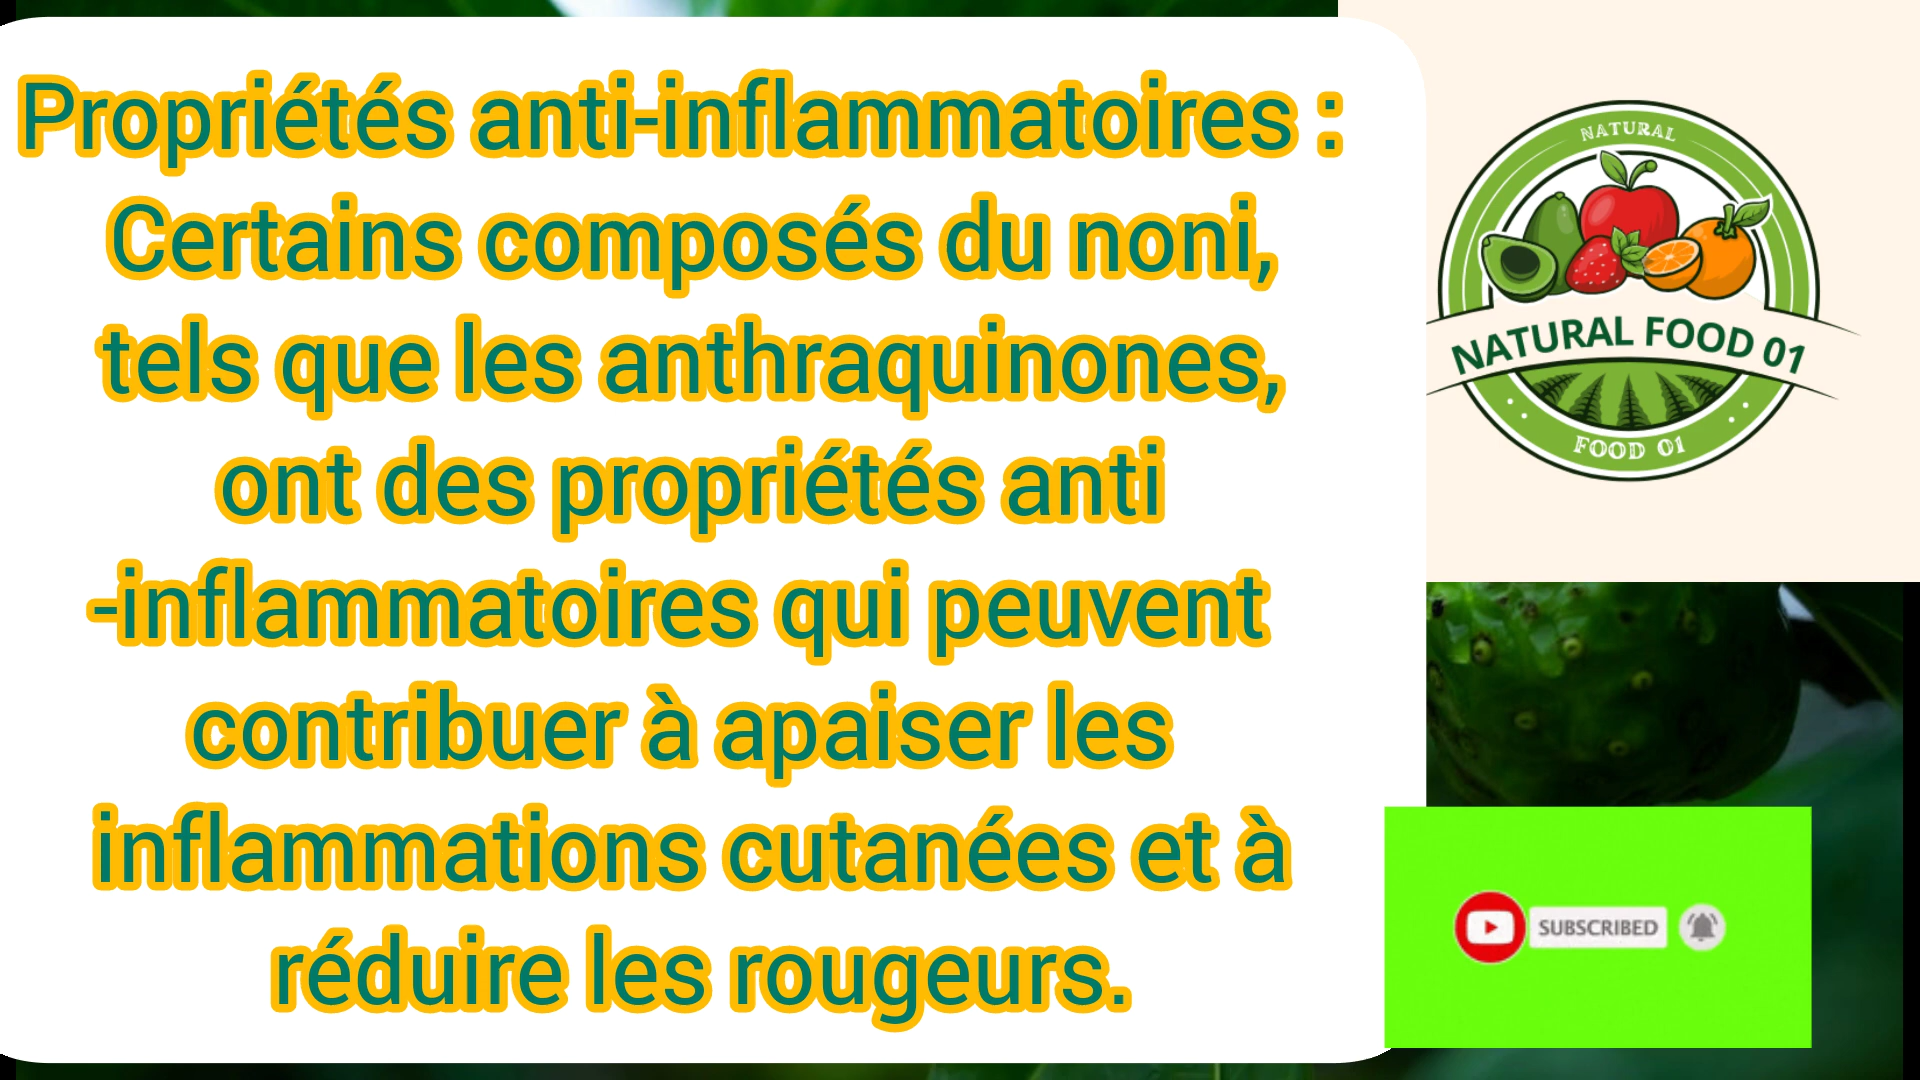 Propriétés anti-inflammatoires :
Certains composés du noni,
tels que les anthraquinones,
ont des propriétés anti
-inflammatoires qui peuvent
contribuer à apaiser les
inflammations cutanées et à
réduire les rougeurs.
NATURAL
NATURAL FOOD 01
FOOD 01
SUBSCRIBED